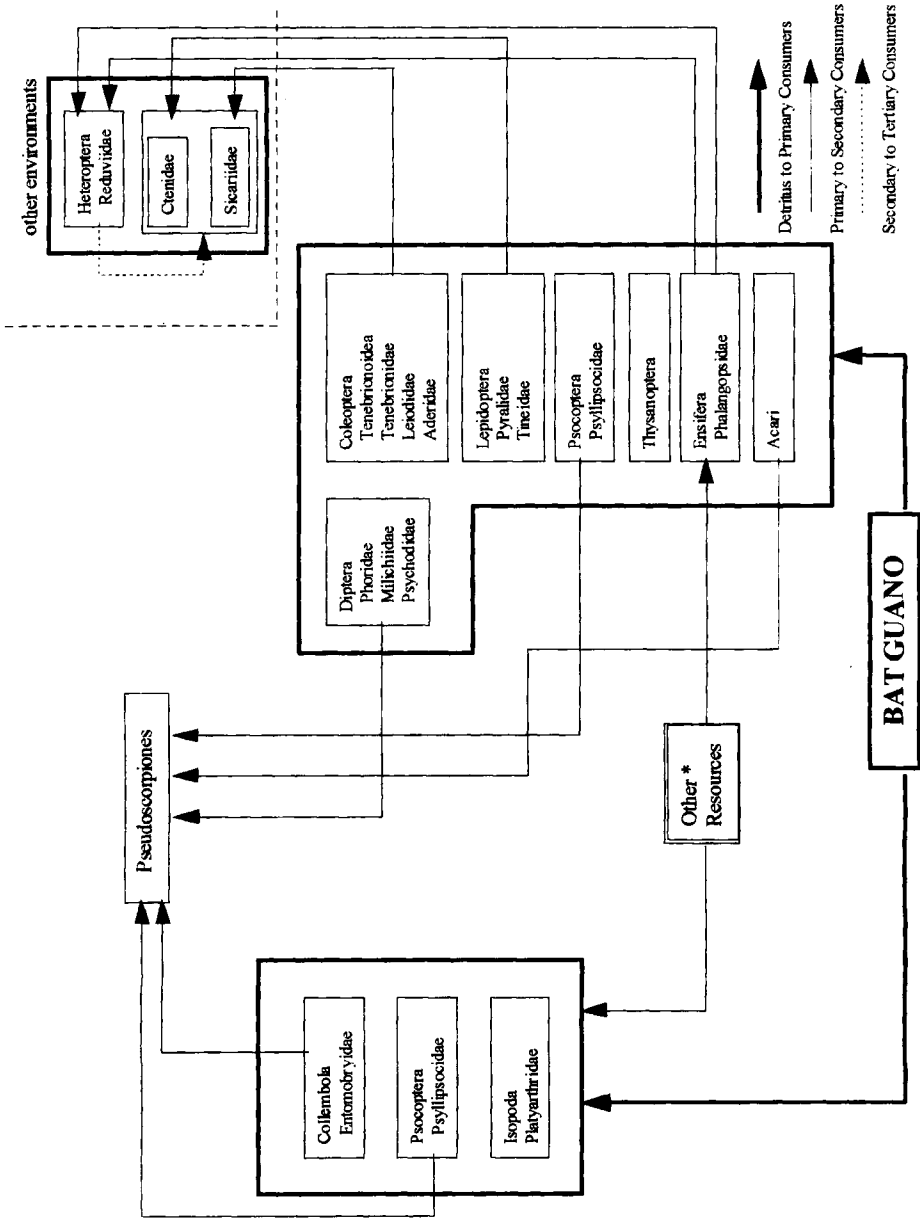 other environments
Heteroptera
Reduviidae
Ctenidae
Sicariidae
Pseudoscorpiones
Diptera
Phoridae
Milichiidae
Psychodidae
Coleoptera
Tenebrionoidea
Tenebrionidae
Leiodidae
Aderidae
Lepidoptera
Pyralidae
Tineidae
Psocoptera
Psyllipsocidae
Thysanoptera
Ensifera
Phalangopsidae
Acari
Collembola
Entomobryidae
Psocoptera
Psyllipsocidae
Isopoda
Platyarthridae
Other *
Resources
BAT GUANO
Detritus to Primary Consumers
Primary to Secondary Consumers
Secondary to Tertiary Consumers